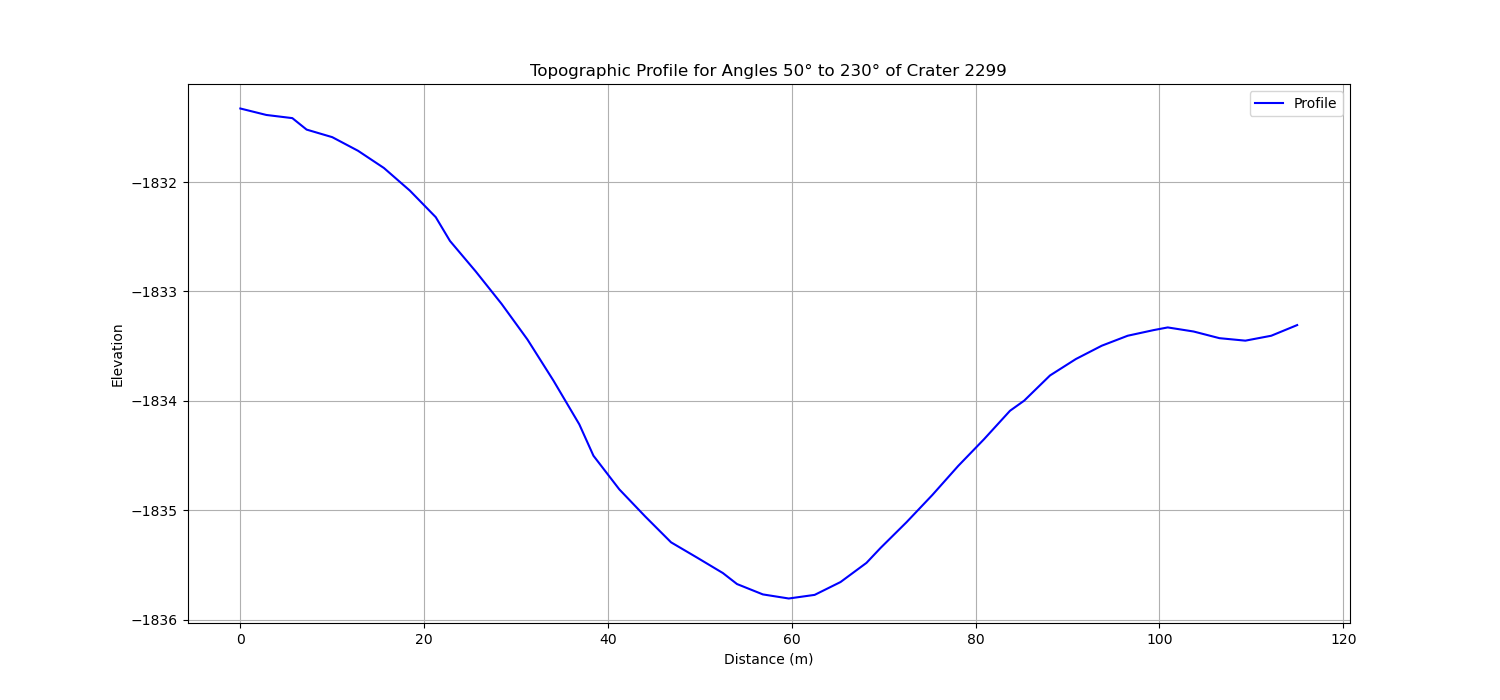 Topographic Profile for Angles 50° to 230° of Crater 2299
Profile
−1832
−1833
−1834
−1835
−1836
Elevation
0 20 40 60 80 100 120
Distance (m)